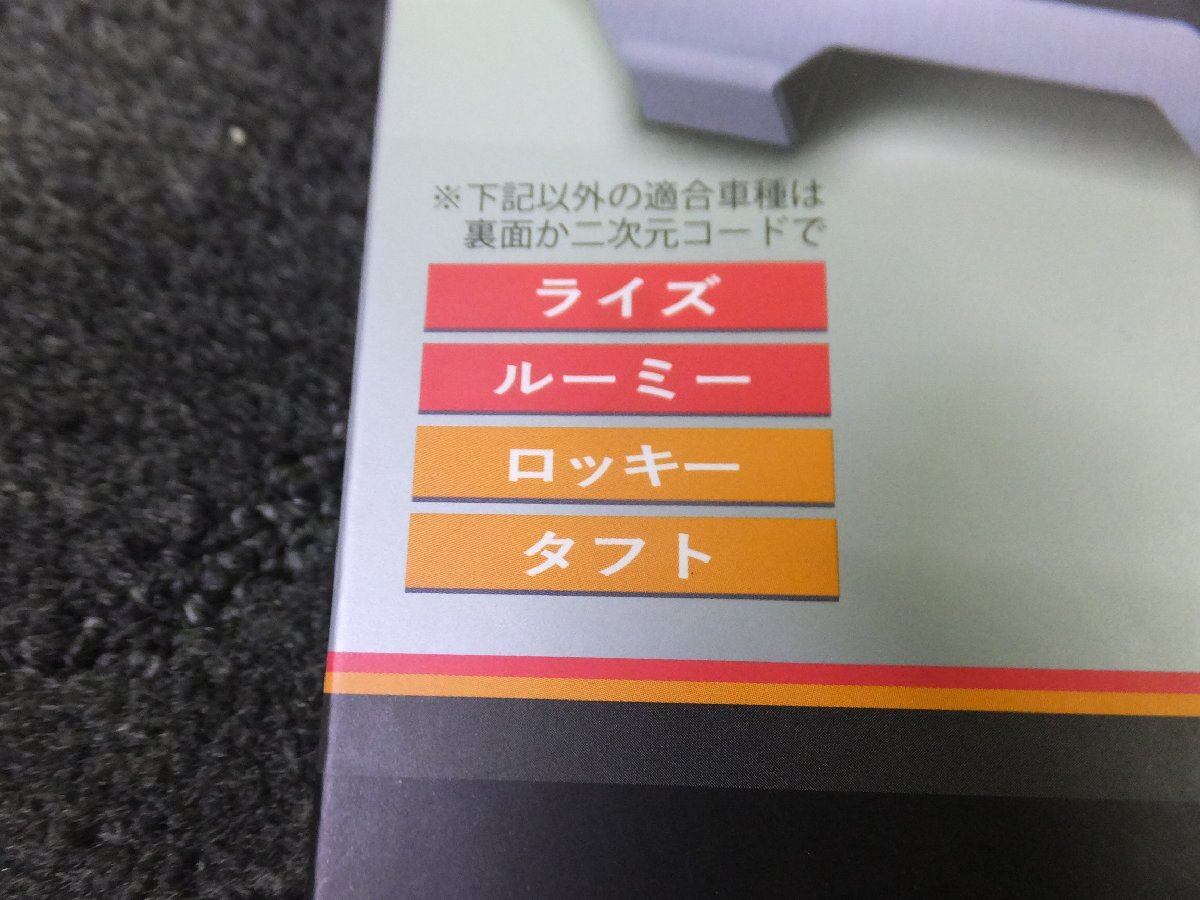 ※下記以外の適合車種は
裏面か二次元コードで
ライズ
ルーミー
ロッキー
タフト